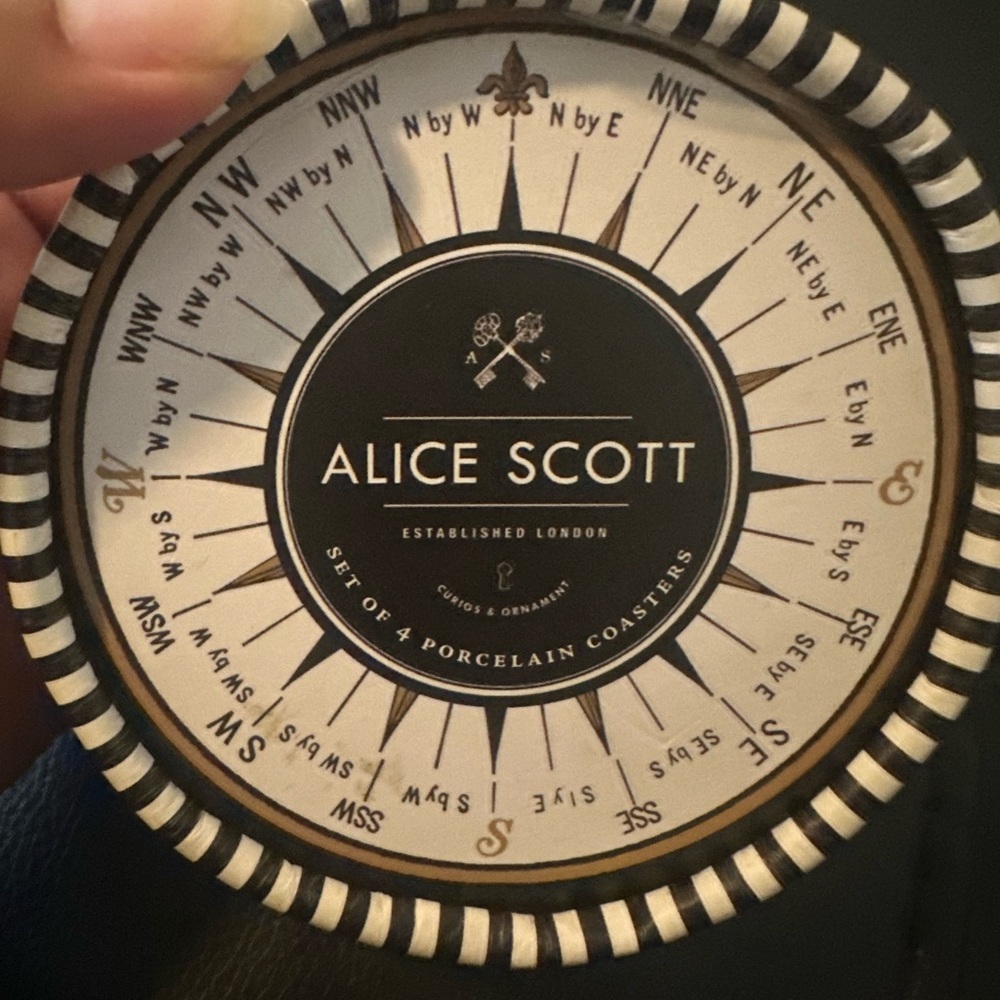 N by E
NNE
NE by N
NE
NE by E
ENE
E by N
E
E by S
ESE
SE by E
SE
SE by S
SSE
S
S by W
SSW
SW by S
SW
SW by W
WSW
W by S
W
W by N
WNW
NW by W
NW
NW by N
NNW
N by W
A S
ALICE SCOTT
ESTABLISHED LONDON
CURIOS & ORNAMENT
SET OF 4 PORCELAIN COASTERS